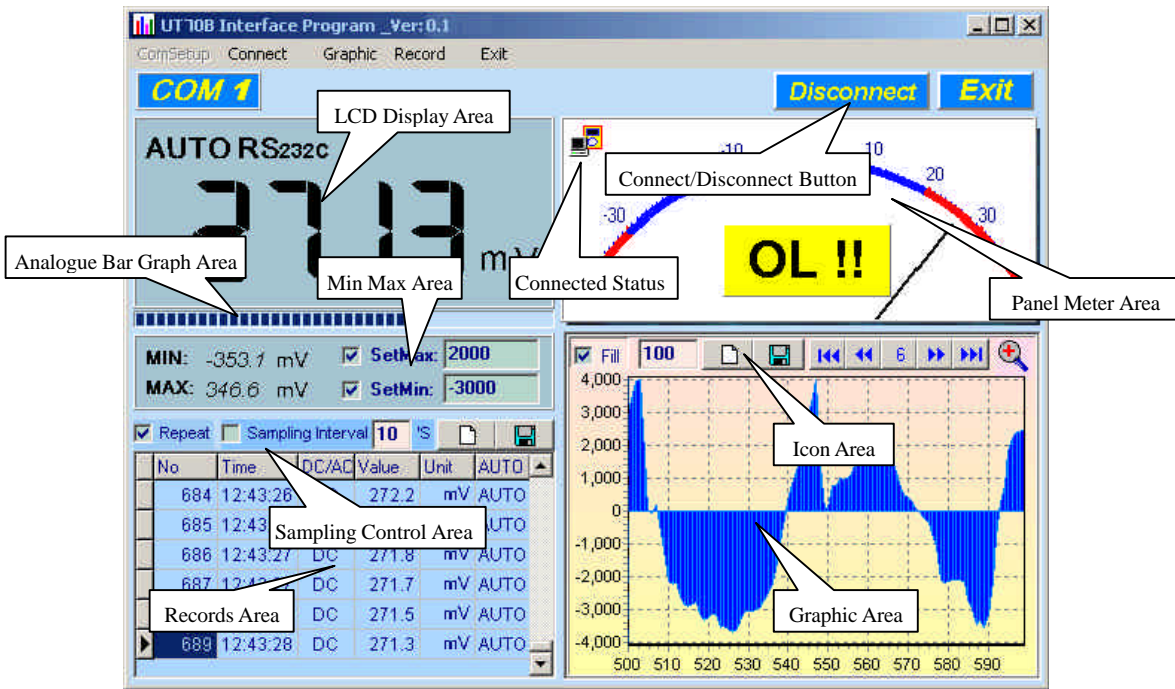 UT70B Interface Program _Ver: 0.1
ComSetup Connect Graphic Record Exit
COM 1
Disconnect Exit
LCD Display Area
AUTO RS232C
2713
Analogue Bar Graph Area
Min Max Area
Connected Status
Connect/Disconnect Button
-30 -10 10 20 30
OL !!
Panel Meter Area
MIN: -353.1 mV SetMax: 2000
MAX: 346.6 mV SetMin: -3000
Repeat Sampling Interval 10 'S
No Time DC/AC Value Unit AUTO
684 12:43:26 272.2 mV AUTO
685 12:43 AUTO
Sampling Control Area
686 12:43:27 DC 271.8 mV AUTO
687 DC 271.7 mV AUTO
Records Area
DC 271.5 mV AUTO
689 12:43:28 DC 271.3 mV AUTO
Fill 100 6
Icon Area
Graphic Area
4,000
3,000
2,000
1,000
0
-1,000
-2,000
-3,000
-4,000
500 510 520 530 540 550 560 570 580 590